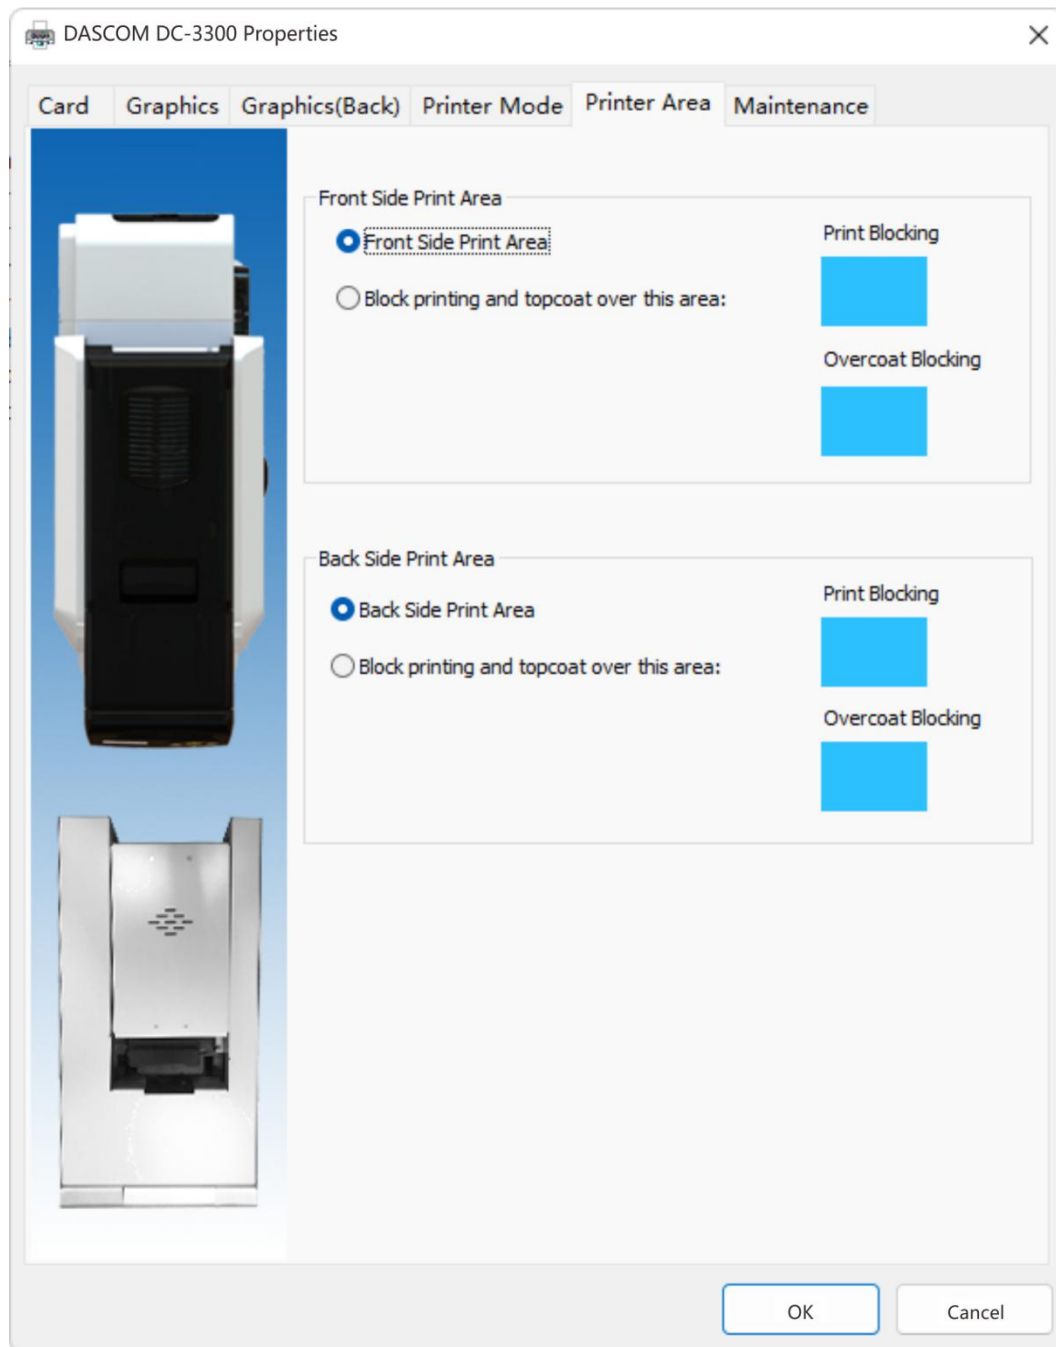 DASCOM DC-3300 Properties
Card Graphics Graphics(Back) Printer Mode Printer Area Maintenance
Front Side Print Area
Front Side Print Area
Print Blocking
Block printing and topcoat over this area:
Overcoat Blocking
Back Side Print Area
Back Side Print Area
Print Blocking
Block printing and topcoat over this area:
Overcoat Blocking
OK Cancel